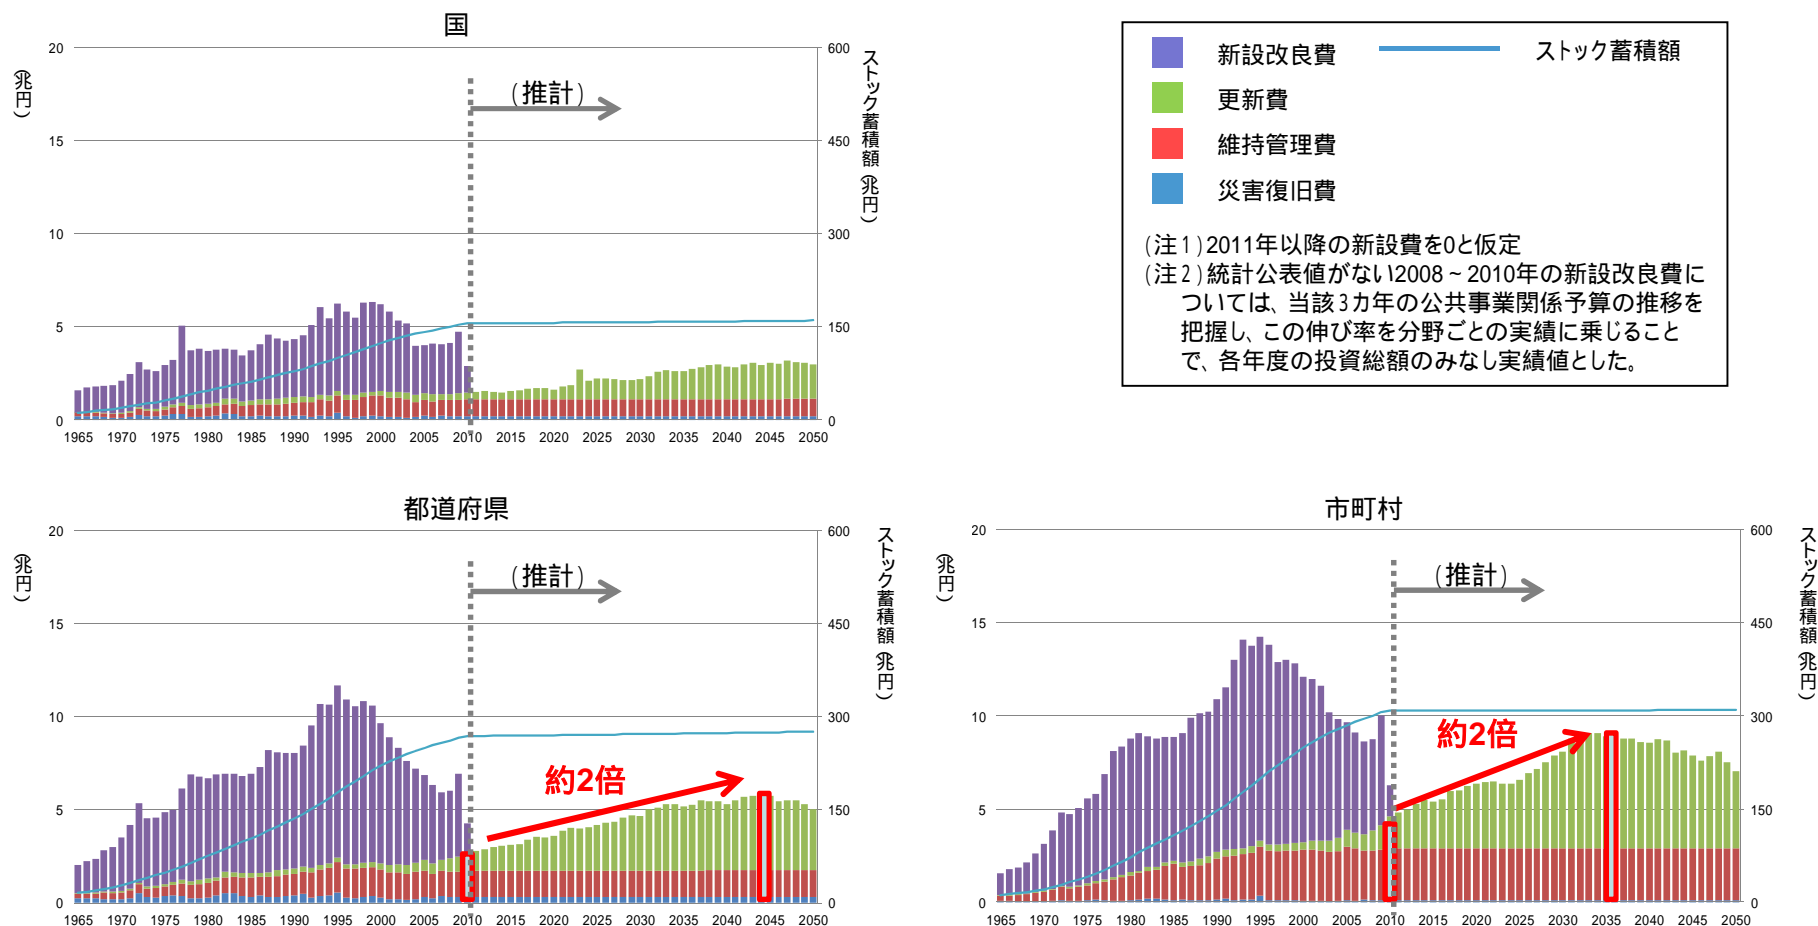 国
(兆円)
20
15
10
5
0
(推計)
600
450
300
150
0
ストック蓄積額(兆円)
1965 1970 1975 1980 1985 1990 1995 2000 2005 2010 2015 2020 2025 2030 2035 2040 2045 2050
新設改良費
ストック蓄積額
更新費
維持管理費
災害復旧費
(注1)2011年以降の新設費を0と仮定
(注2)統計公表値がない2008~2010年の新設改良費に
ついては、当該3カ年の公共事業関係予算の推移を
把握し、この伸び率を分野ごとの実績に乗じること
で、各年度の投資総額のみなし実績値とした。
都道府県
(兆円)
20
15
10
5
0
(推計)
約2倍
600
450
300
150
0
ストック蓄積額(兆円)
1965 1970 1975 1980 1985 1990 1995 2000 2005 2010 2015 2020 2025 2030 2035 2040 2045 2050
市町村
(兆円)
20
15
10
5
0
(推計)
約2倍
600
450
300
150
0
ストック蓄積額(兆円)
1965 1970 1975 1980 1985 1990 1995 2000 2005 2010 2015 2020 2025 2030 2035 2040 2045 2050